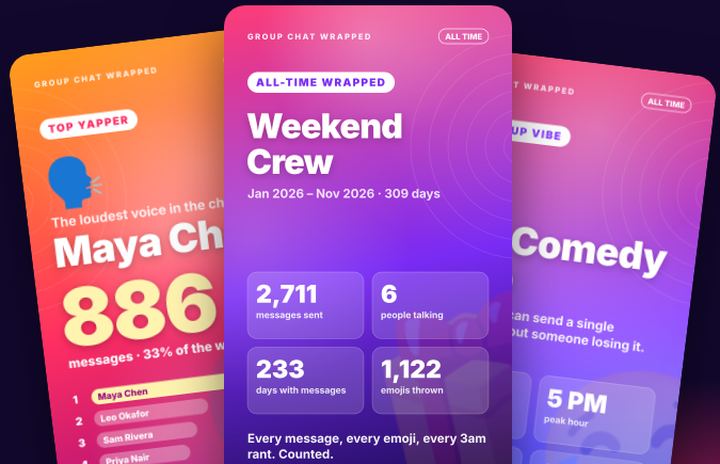 GROUP CHAT WRAPPED
TOP YAPPER
The loudest voice in the
Maya
886
messages · 33% of the
1 Maya Chen
2 Leo Okafor
3 Sam Rivera
4 Priya Nair
GROUP CHAT WRAPPED
ALL TIME
ALL-TIME WRAPPED
Weekend
Crew
Jan 2026 – Nov 2026 · 309 days
2,711
messages sent
6
people talking
233
days with messages
1,122
emojis thrown
Every message, every emoji, every 3am
rant. Counted.
WRAPPED
ALL TIME
VIBE
Comedy
can send a single
someone losing it.
5 PM
peak hour